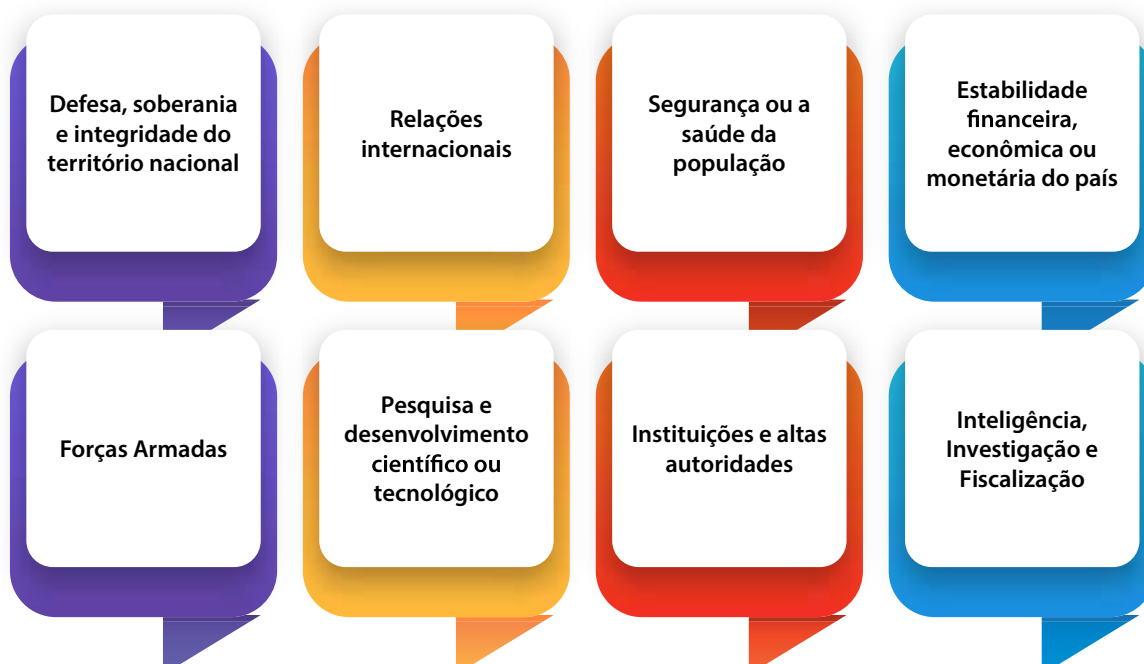 Defesa, soberania
e integridade do
território nacional
Relações
internacionais
Segurança ou a
saúde da
população
Estabilidade
financeira,
econômica ou
monetária do país
Forças Armadas
Pesquisa e
desenvolvimento
científico ou
tecnológico
Instituições e altas
autoridades
Inteligência,
Investigação e
Fiscalização